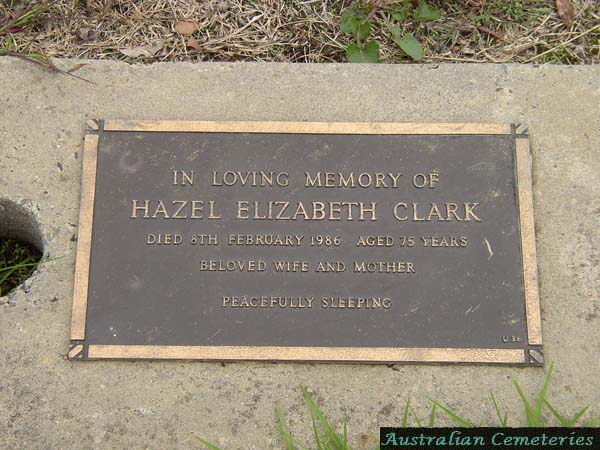 IN LOVING MEMORY OF
HAZEL ELIZABETH CLARK
DIED 8TH FEBRUARY 1986 AGED 75 YEARS
BELOVED WIFE AND MOTHER
PEACEFULLY SLEEPING
U 36
Australian Cemeteries